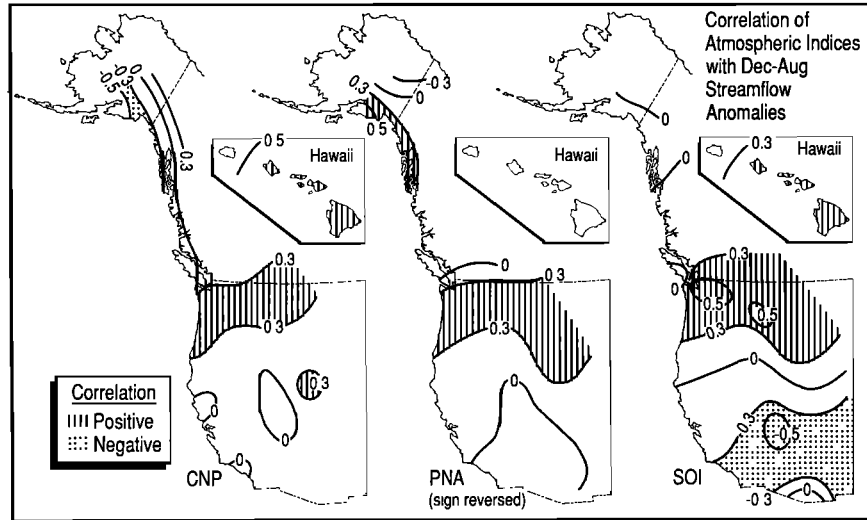 Correlation of
Atmospheric Indices
with Dec-Aug
Streamflow
Anomalies
-0.5
-0.3
-0
0
0.3
0.5
Hawaii
0.3
0.3
0.3
0
0
0
CNP
Correlation
Positive
Negative
0.3
-0.3
0
0.5
Hawaii
0
0.3
0.3
0
PNA
(sign reversed)
0
0
0.3
Hawaii
0.3
0
0.5
0.5
0.3
0
0.3
0.5
0
-0.3
SOI